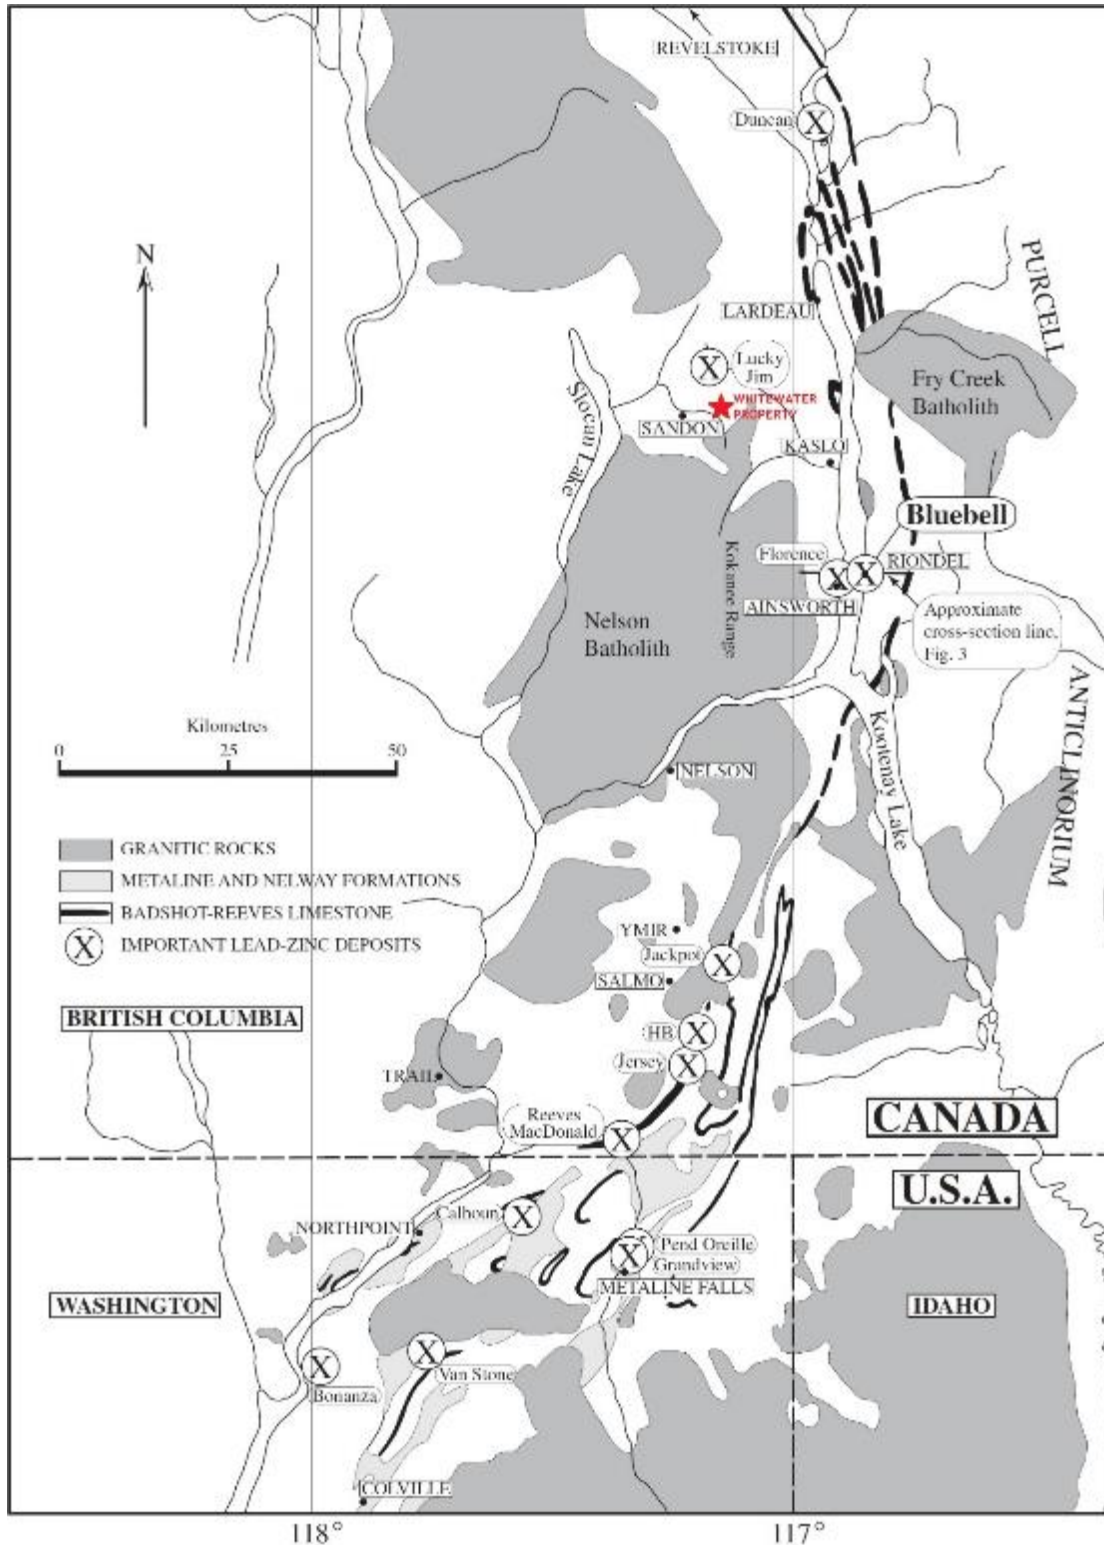 REVELSTOKE
Duncan
N
PURCELL
LARDEAU
Lucky
Jim
Fry Creek
Batholith
WHITEWATER
PROPERTY
SANDON
Slocan Lake
KASLO
Bluebell
Florence
RIONDEL
AINSWORTH
Kokanee Range
Approximate
cross-section line,
Fig. 3
Nelson
Batholith
ANTICLINORIUM
Kilometres
0 25 50
Kootenay Lake
NELSON
GRANITIC ROCKS
METALINE AND NELWAY FORMATIONS
BADSHOT-REEVES LIMESTONE
X IMPORTANT LEAD-ZINC DEPOSITS
YMIR
Jackpot
SALMO
BRITISH COLUMBIA
HB
Jersey
TRAIL
Reeves
MacDonald
CANADA
U.S.A.
Calhoun
NORTHPOINT
Pend Oreille
Grandview
METALINE FALLS
WASHINGTON
IDAHO
Van Stone
Bonanza
COLVILLE
118° 117°